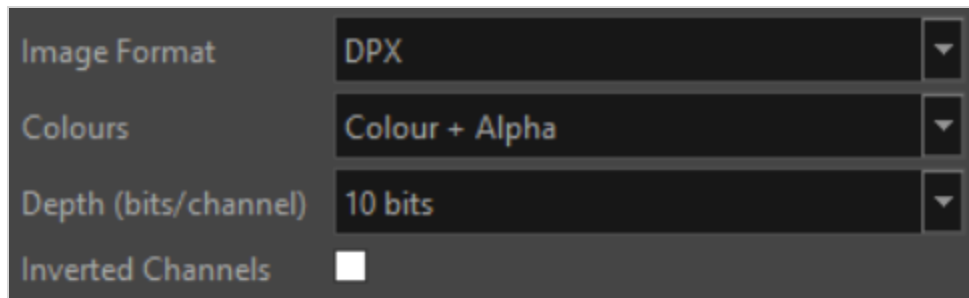 Image Format DPX
Colours Colour + Alpha
Depth (bits/channel) 10 bits
Inverted Channels